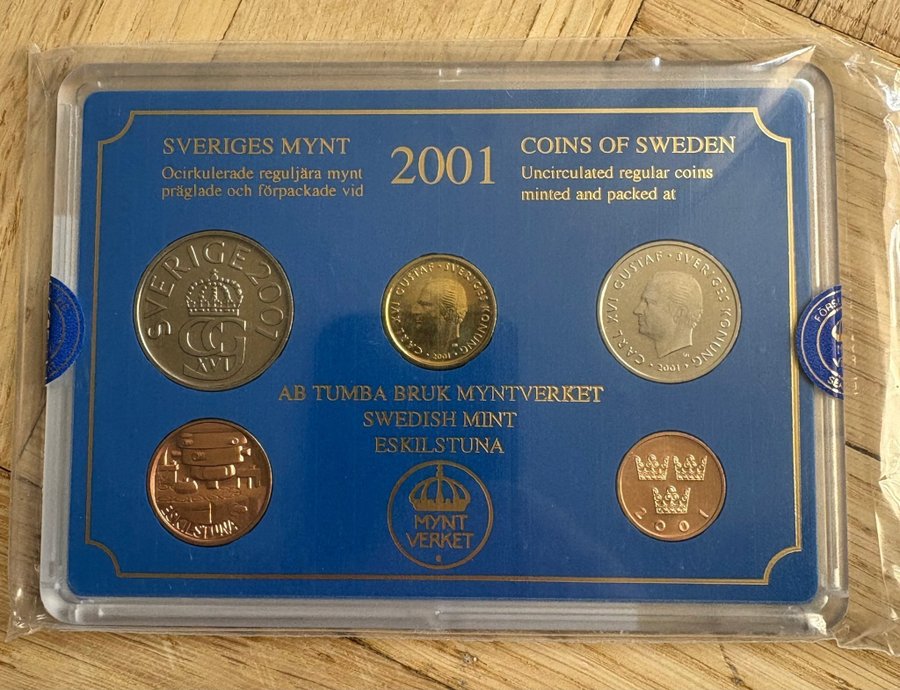 SVERIGES MYNT
Ocirkulerade reguljära mynt
präglade och förpackade vid
2001
COINS OF SWEDEN
Uncirculated regular coins
minted and packed at
SVERIGE 2001
XVI
CARL XVI GUSTAF · SVERIGES KONUNG
· 2001 ·
CARL XVI GUSTAF · SVERIGES KONUNG
· 2001 ·
AB TUMBA BRUK MYNTVERKET
SWEDISH MINT
ESKILSTUNA
ESKILSTUNA
MYNT
VERKET
2001